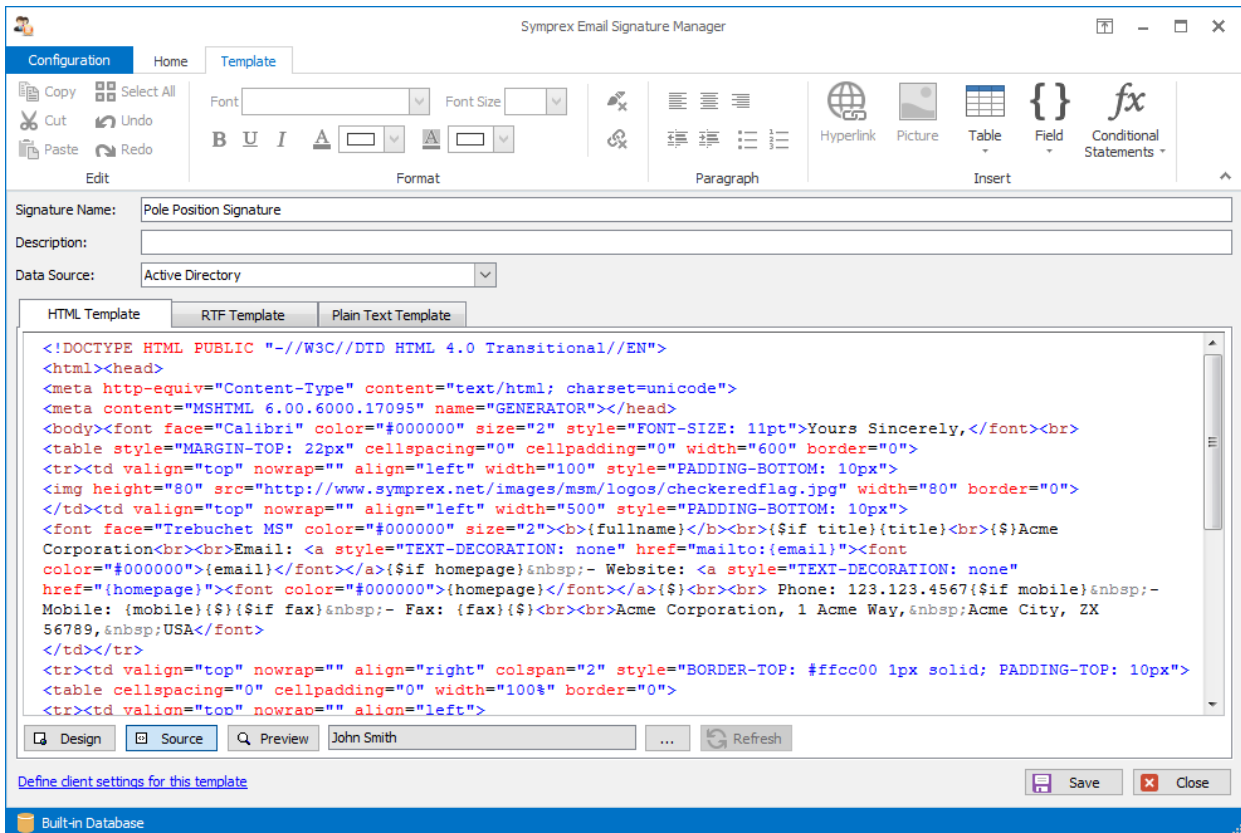 Symprex Email Signature Manager
Configuration Home Template
Copy Select All
Cut Undo
Paste Redo
Edit
Font Font Size
B U I A A
Format
Paragraph
Hyperlink Picture Table Field Conditional Statements
{ } fx
Insert
Signature Name: Pole Position Signature
Description:
Data Source: Active Directory
HTML Template RTF Template Plain Text Template
<!DOCTYPE HTML PUBLIC "-//W3C//DTD HTML 4.0 Transitional//EN">
<html><head>
<meta http-equiv="Content-Type" content="text/html; charset=unicode">
<meta content="MSHTML 6.00.6000.17095" name="GENERATOR"></head>
<body><font face="Calibri" color="#000000" size="2" style="FONT-SIZE: 11pt">Yours Sincerely,</font><br>
<table style="MARGIN-TOP: 22px" cellspacing="0" cellpadding="0" width="600" border="0">
<tr><td valign="top" nowrap="" align="left" width="100" style="PADDING-BOTTOM: 10px">
<img height="80" src="http://www.symprex.net/images/msm/logos/checkeredflag.jpg" width="80" border="0">
</td><td valign="top" nowrap="" align="left" width="500" style="PADDING-BOTTOM: 10px">
<font face="Trebuchet MS" color="#000000" size="2"><b>{fullname}</b><br>{$if title}{title}<br>{$}Acme
Corporation<br><br>Email: <a style="TEXT-DECORATION: none" href="mailto:{email}"><font
color="#000000">{email}</font></a>{$if homepage}&nbsp;- Website: <a style="TEXT-DECORATION: none"
href="{homepage}"><font color="#000000">{homepage}</font></a>{$}<br><br> Phone: 123.123.4567{$if mobile}&nbsp;-
Mobile: {mobile}{$}{$if fax}&nbsp;- Fax: {fax}{$}<br><br>Acme Corporation, 1 Acme Way,&nbsp;Acme City, ZX
56789,&nbsp;USA</font>
</td></tr>
<tr><td valign="top" nowrap="" align="right" colspan="2" style="BORDER-TOP: #ffcc00 1px solid; PADDING-TOP: 10px">
<table cellspacing="0" cellpadding="0" width="100%" border="0">
<tr><td valign="top" nowrap="" align="left">
Design Source Preview John Smith ... Refresh
Define client settings for this template Save Close
Built-in Database